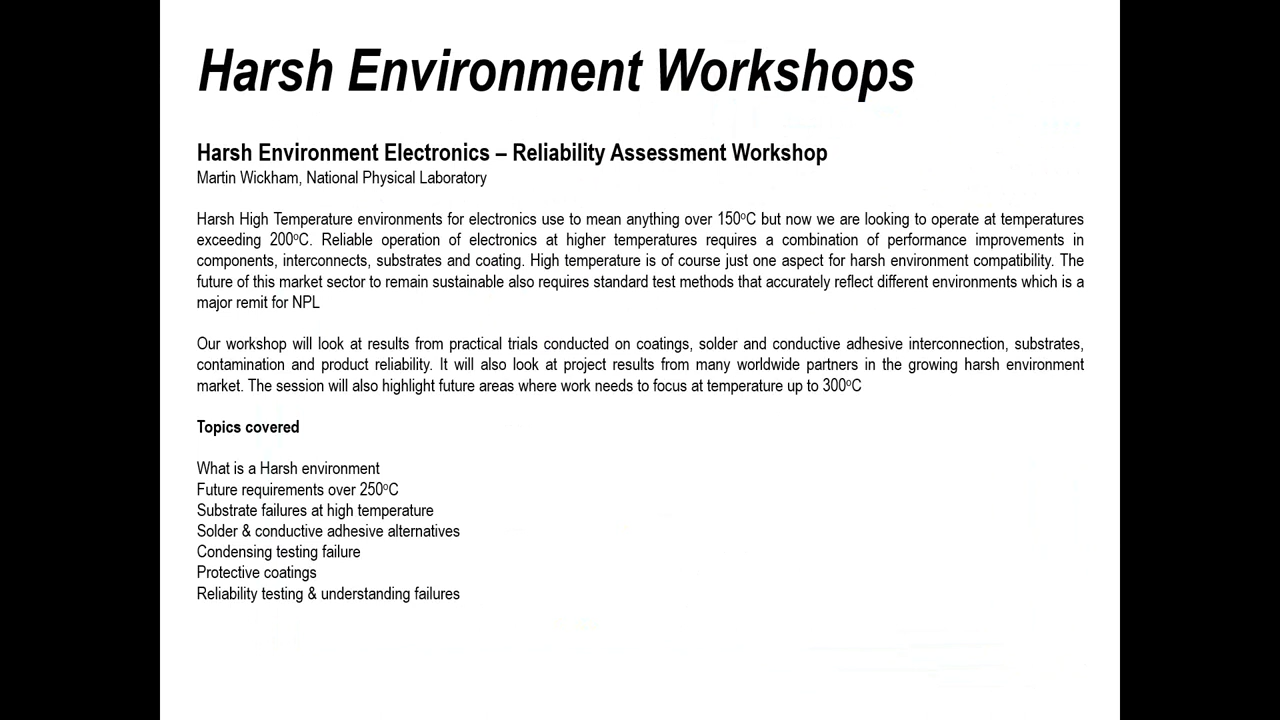 Harsh Environment Workshops
Harsh Environment Electronics – Reliability Assessment Workshop
Martin Wickham, National Physical Laboratory
Harsh High Temperature environments for electronics use to mean anything over 150ºC but now we are looking to operate at temperatures
exceeding 200ºC. Reliable operation of electronics at higher temperatures requires a combination of performance improvements in
components, interconnects, substrates and coating. High temperature is of course just one aspect for harsh environment compatibility. The
future of this market sector to remain sustainable also requires standard test methods that accurately reflect different environments which is a
major remit for NPL
Our workshop will look at results from practical trials conducted on coatings, solder and conductive adhesive interconnection, substrates,
contamination and product reliability. It will also look at project results from many worldwide partners in the growing harsh environment
market. The session will also highlight future areas where work needs to focus at temperature up to 300ºC
Topics covered
What is a Harsh environment
Future requirements over 250ºC
Substrate failures at high temperature
Solder & conductive adhesive alternatives
Condensing testing failure
Protective coatings
Reliability testing & understanding failures